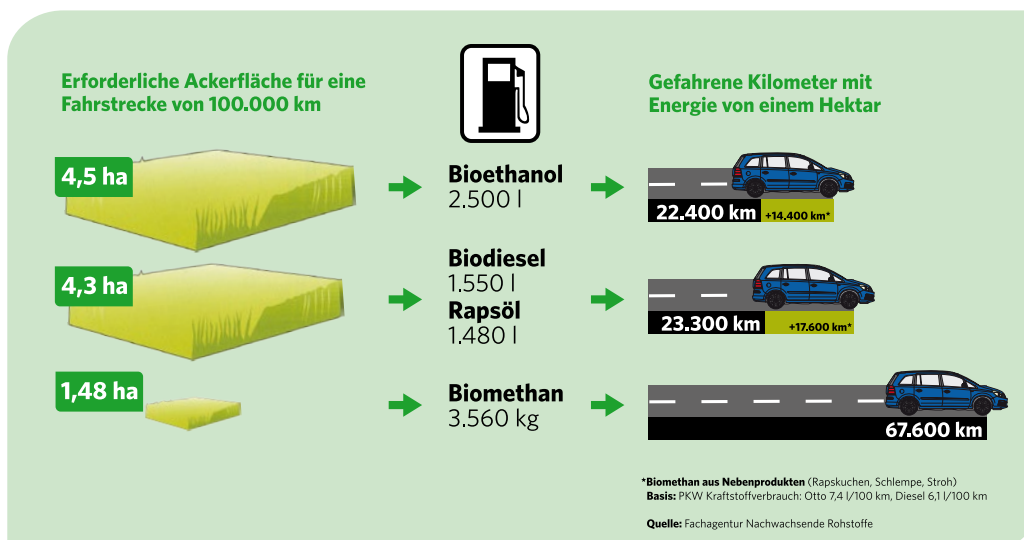 Erforderliche Ackerfläche für eine
Fahrstrecke von 100.000 km
Gefahrene Kilometer mit
Energie von einem Hektar
4,5 ha
Bioethanol
2.500 l
22.400 km
+14.400 km*
4,3 ha
Biodiesel
1.550 l
Rapsöl
1.480 l
23.300 km
+17.600 km*
1,48 ha
Biomethan
3.560 kg
67.600 km
*Biomethan aus Nebenprodukten (Rapskuchen, Schlempe, Stroh)
Basis: PKW Kraftstoffverbrauch: Otto 7,4 l/100 km, Diesel 6,1 l/100 km
Quelle: Fachagentur Nachwachsende Rohstoffe